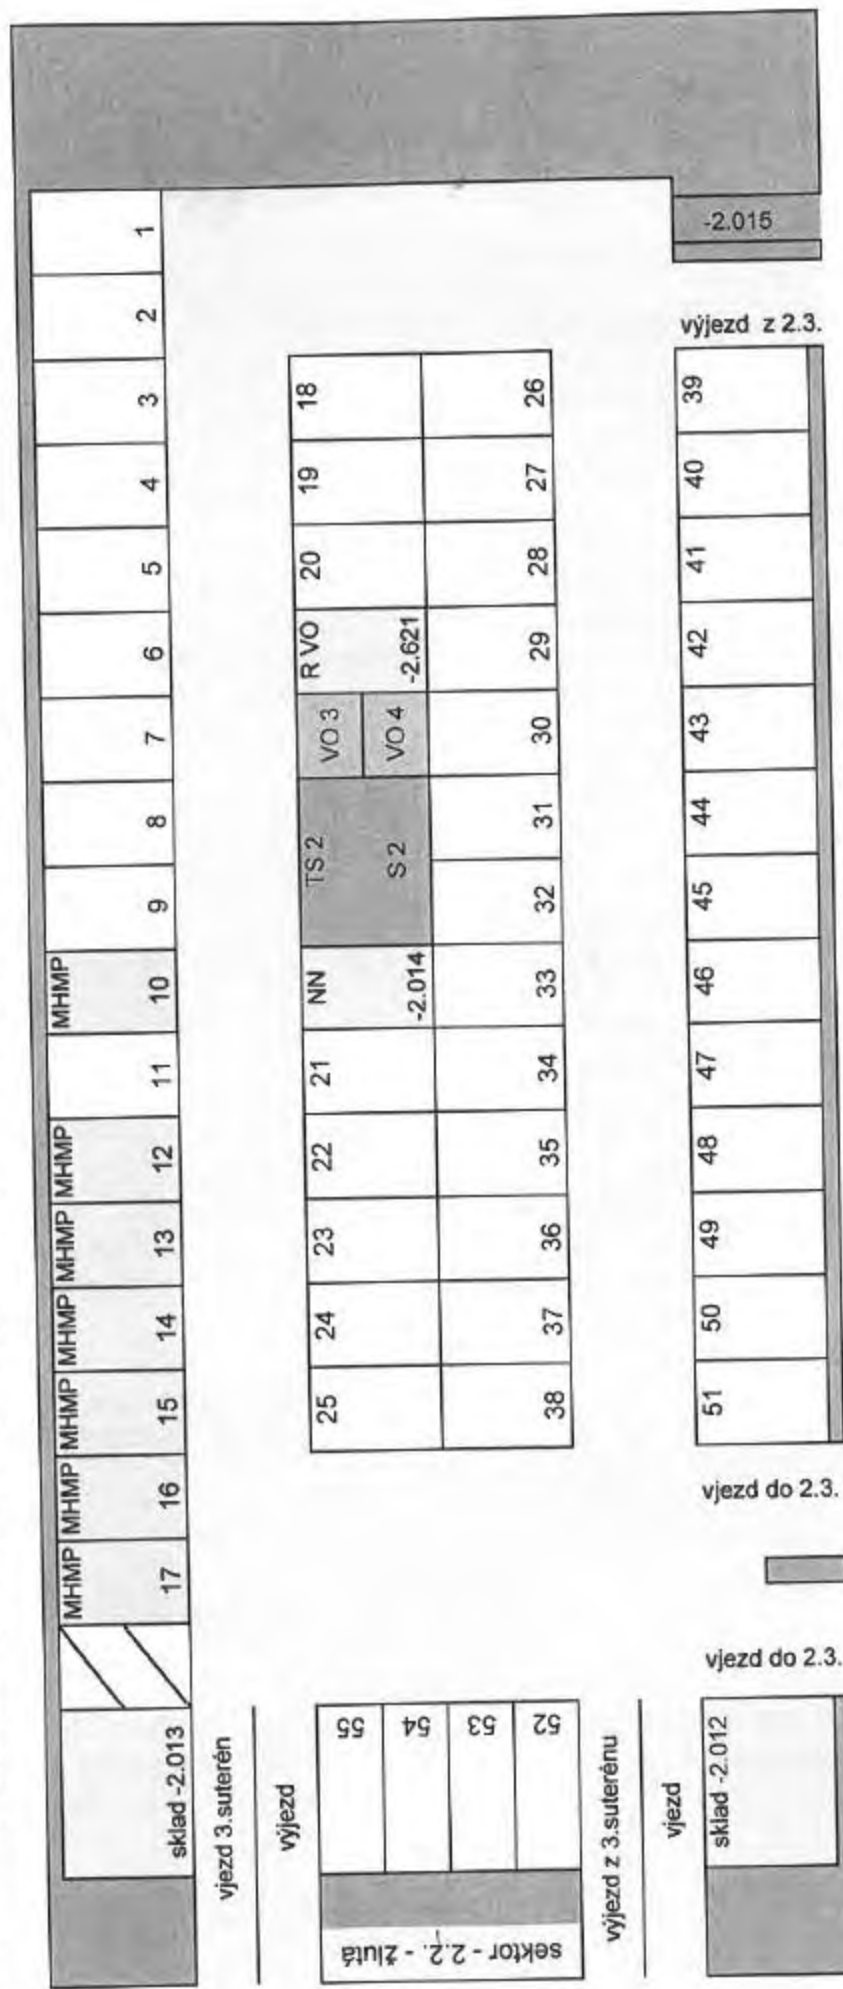 1
2
3
4
5
6
7
8
9
MHMP
10
11
MHMP
12
MHMP
13
MHMP
14
MHMP
15
MHMP
16
MHMP
17
sklad -2.013
vjezd 3.suterén
výjezd
18
19
20
R VO
-2.621
VO 3
VO 4
TS 2
S 2
NN
-2.014
21
22
23
24
25
26
27
28
29
30
31
32
33
34
35
36
37
38
55
54
53
52
sektor - 2.2. - žlutá
výjezd z 3.suterénu
vjezd
-2.015
výjezd z 2.3.
39
40
41
42
43
44
45
46
47
48
49
50
51
vjezd do 2.3.
vjezd do 2.3.
sklad -2.012